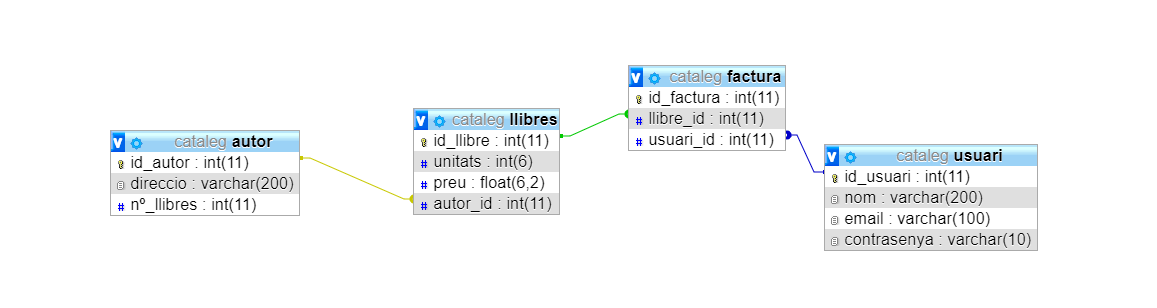 cataleg autor
id_autor : int(11)
direccio : varchar(200)
nº_llibres : int(11)
cataleg llibres
id_llibre : int(11)
unitats : int(6)
preu : float(6,2)
autor_id : int(11)
cataleg factura
id_factura : int(11)
llibre_id : int(11)
usuari_id : int(11)
cataleg usuari
id_usuari : int(11)
nom : varchar(200)
email : varchar(100)
contrasenya : varchar(10)